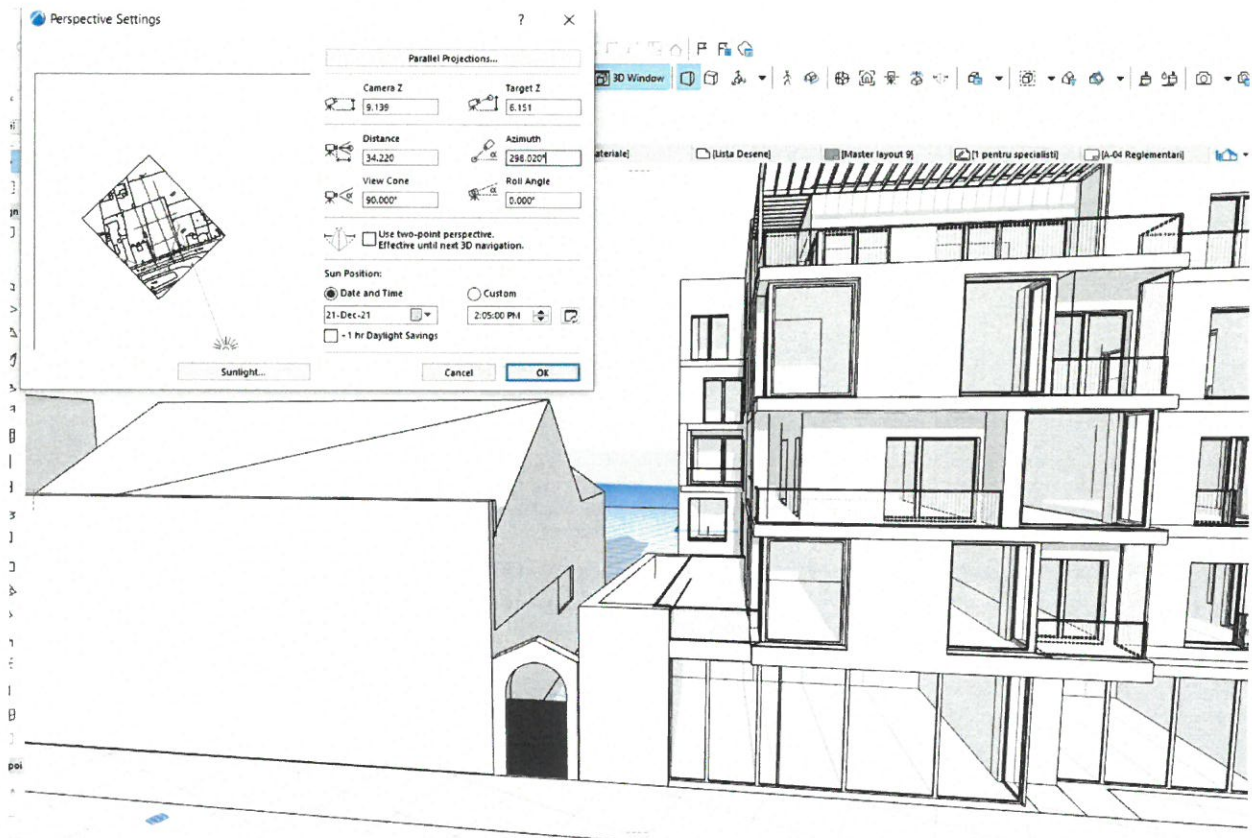 Perspective Settings
? ×
Parallel Projections...
Camera Z
Target Z
9.139
6.151
Distance
Azimuth
34.220
298.020°
View Cone
Roll Angle
90.000°
0.000°
Use two-point perspective.
Effective until next 3D navigation.
Sun Position:
Date and Time
Custom
21-Dec-21
2:05:00 PM
- 1 hr Daylight Savings
Sunlight...
Cancel
OK
3D Window
ateriale]
[Lista Desene]
[Master layout 9]
[1 pentru specialisti]
[A-04 Reglementari]
poi